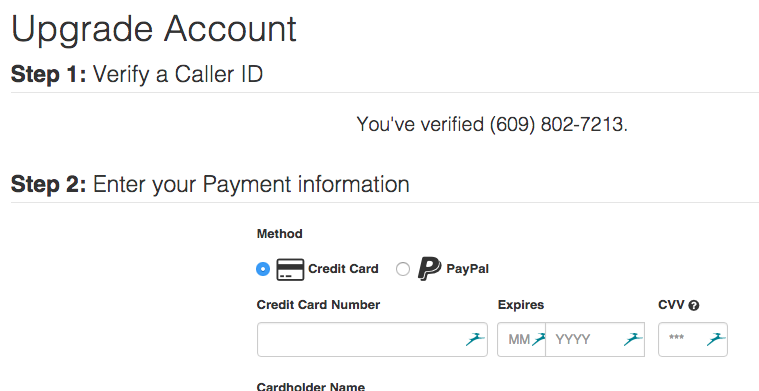 Upgrade Account
Step 1: Verify a Caller ID
You've verified (609) 802-7213.
Step 2: Enter your Payment information
Method
Credit Card PayPal
Credit Card Number Expires CVV ?
MM YYYY ***
Cardholder Name